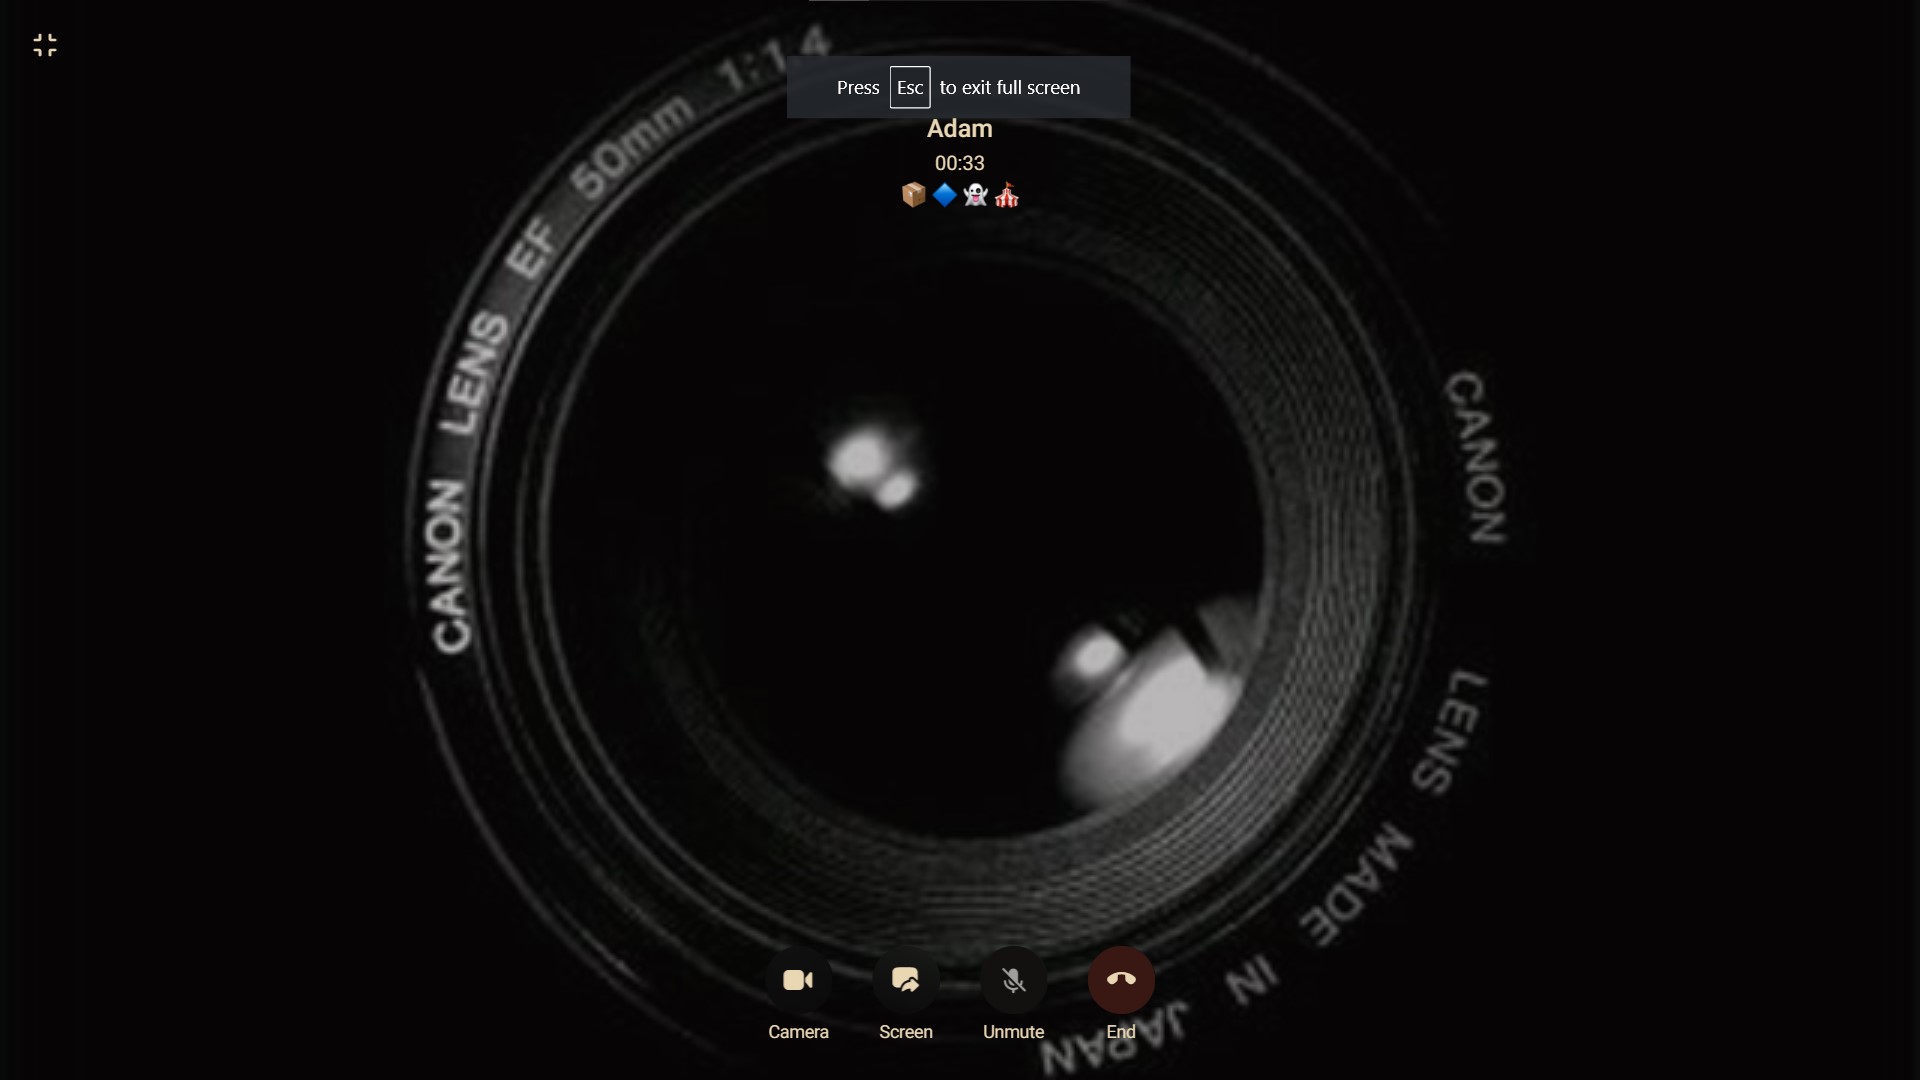 Press Esc to exit full screen
Adam
00:33
📦🔷👻🎪
CANON LENS EF 50mm 1:1.4
CANON LENS MADE IN JAPAN
Camera
Screen
Unmute
End